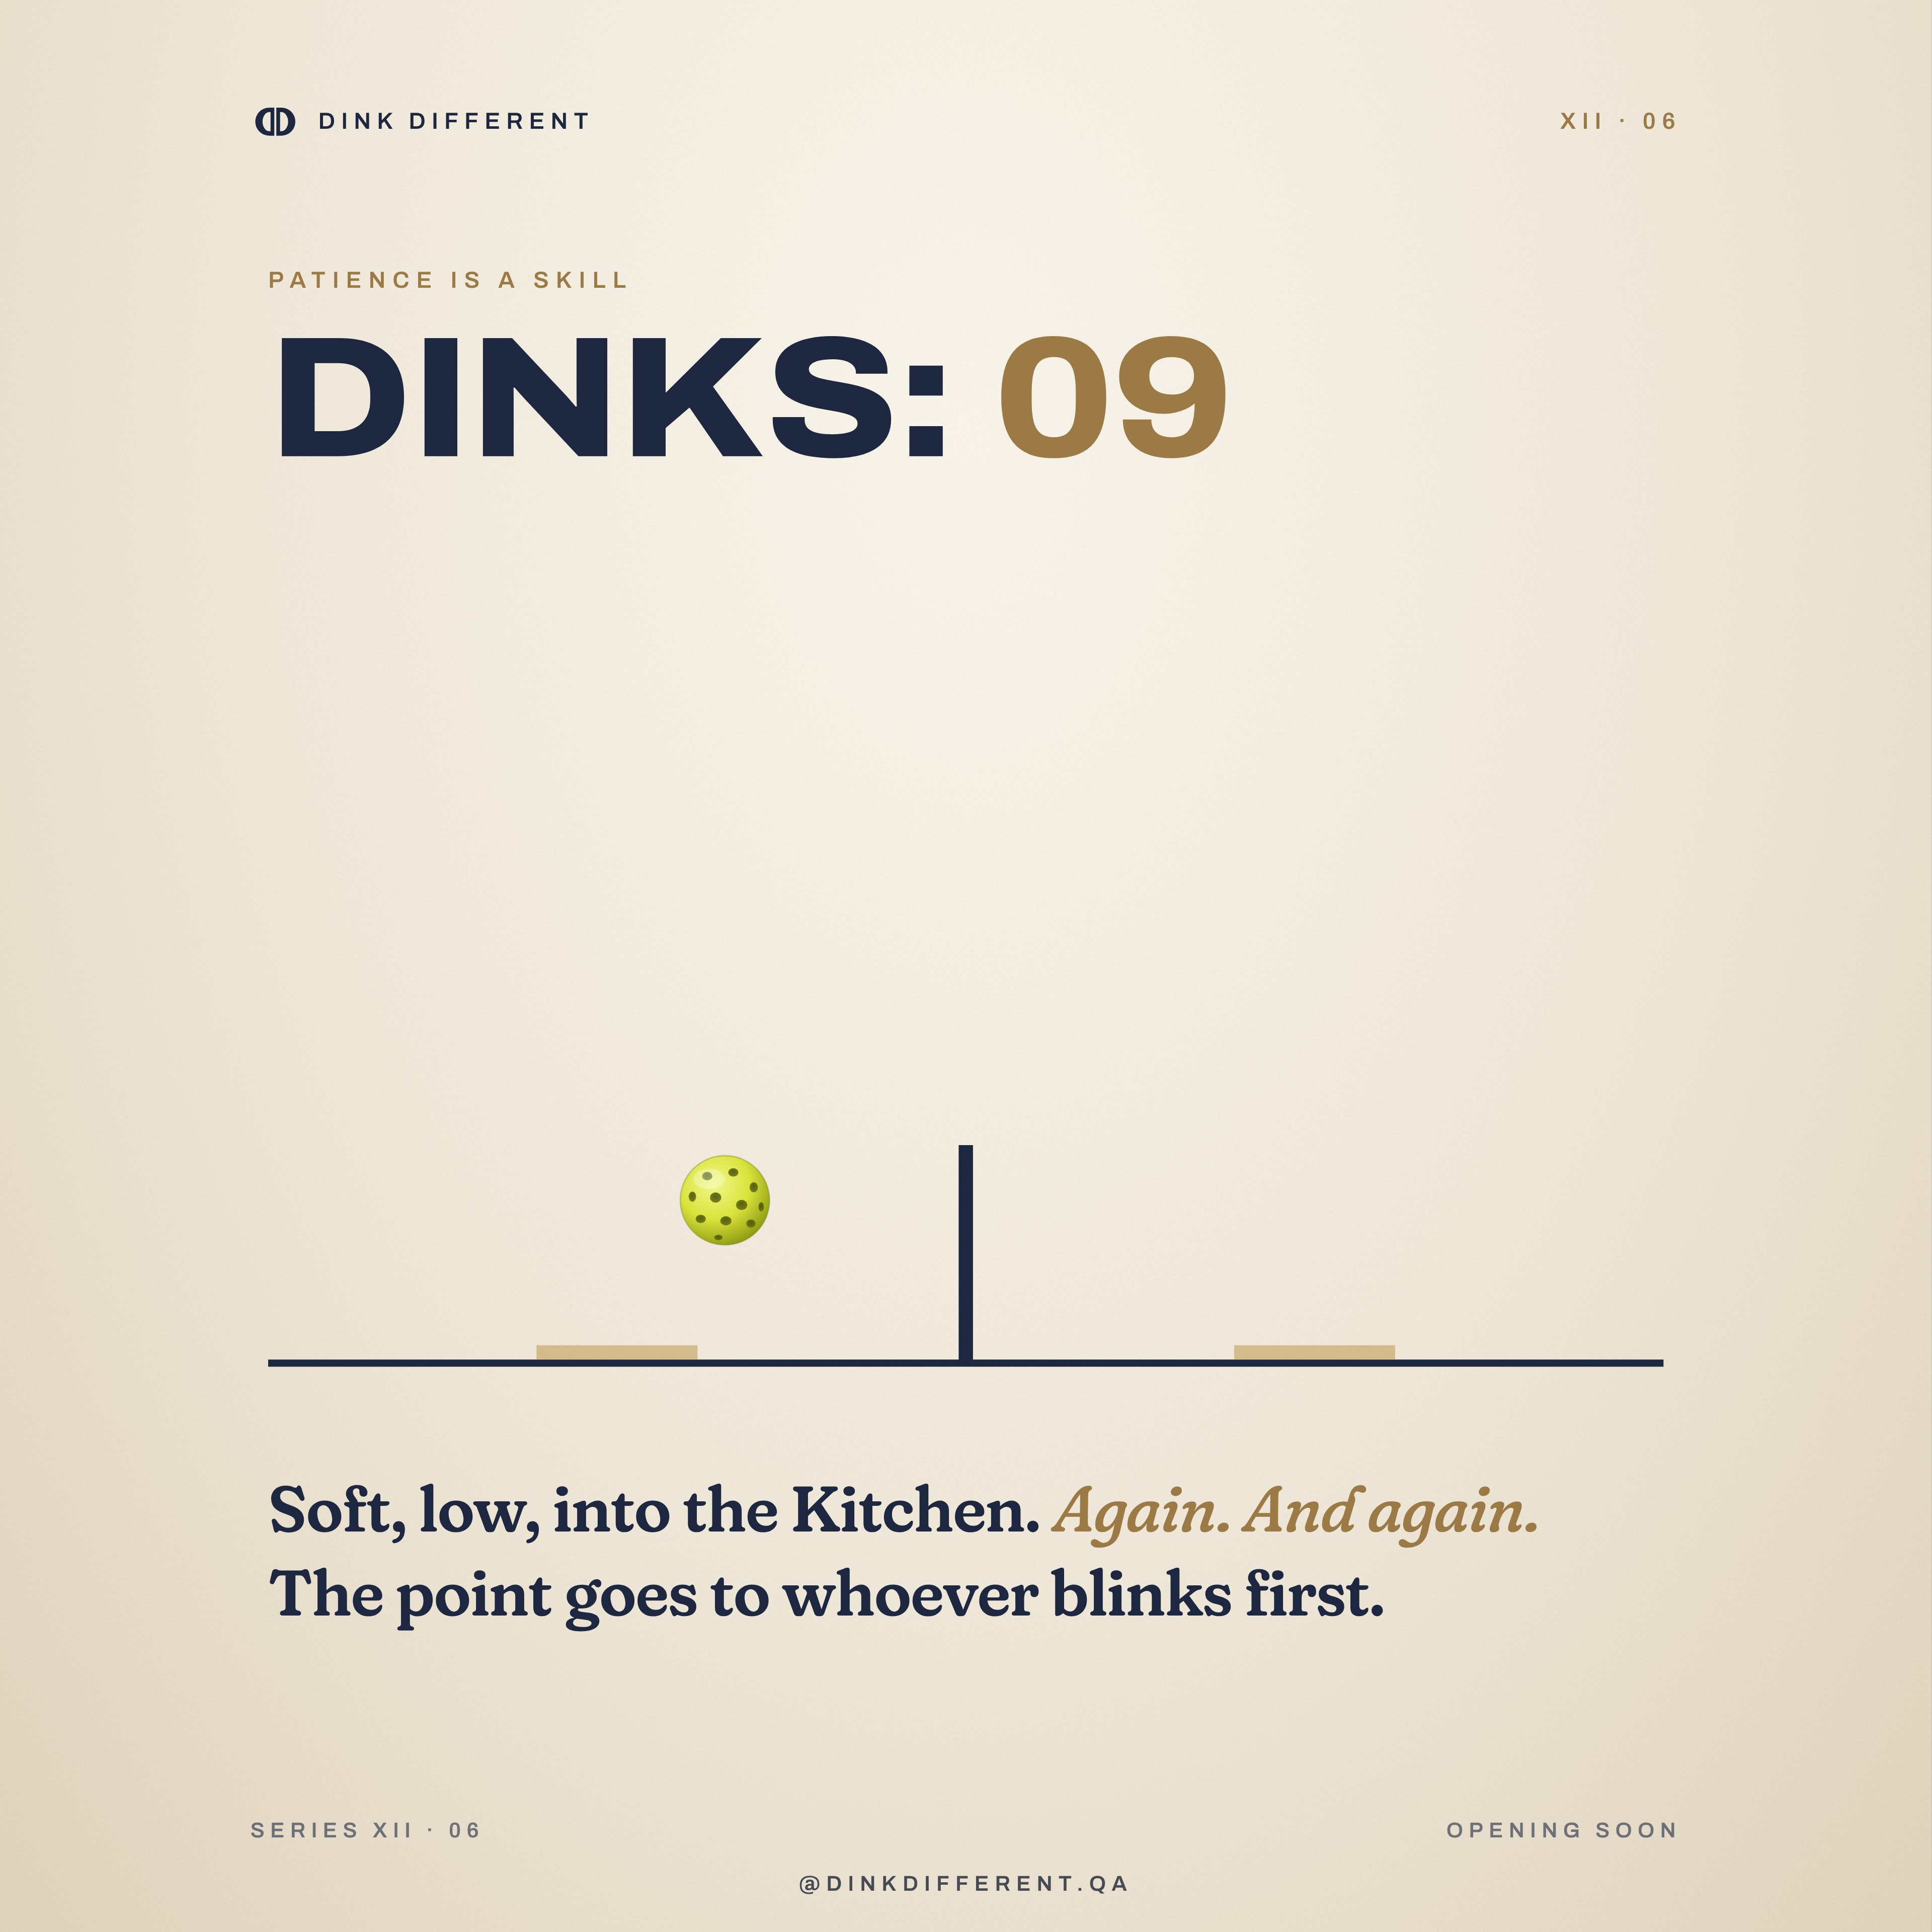 DINK DIFFERENT
XII · 06
PATIENCE IS A SKILL
DINKS: 09
Soft, low, into the Kitchen. Again. And again.
The point goes to whoever blinks first.
SERIES XII · 06
OPENING SOON
@DINKDIFFERENT.QA